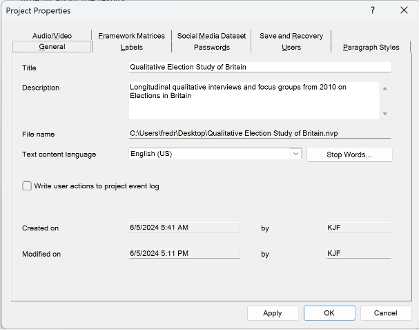 Project Properties ? ×
Audio/Video Framework Matrices Social Media Dataset Save and Recovery
General Labels Passwords Users Paragraph Styles
Title Qualitative Election Study of Britain
Description Longitudinal qualitative interviews and focus groups from 2010 on
Elections in Britain
File name C:\Users\fredr\Desktop\Qualitative Election Study of Britain.nvp
Text content language English (US) Stop Words...
Write user actions to project event log
Created on 6/5/2024 5:41 AM by KJF
Modified on 6/5/2024 5:11 PM by KJF
Apply OK Cancel